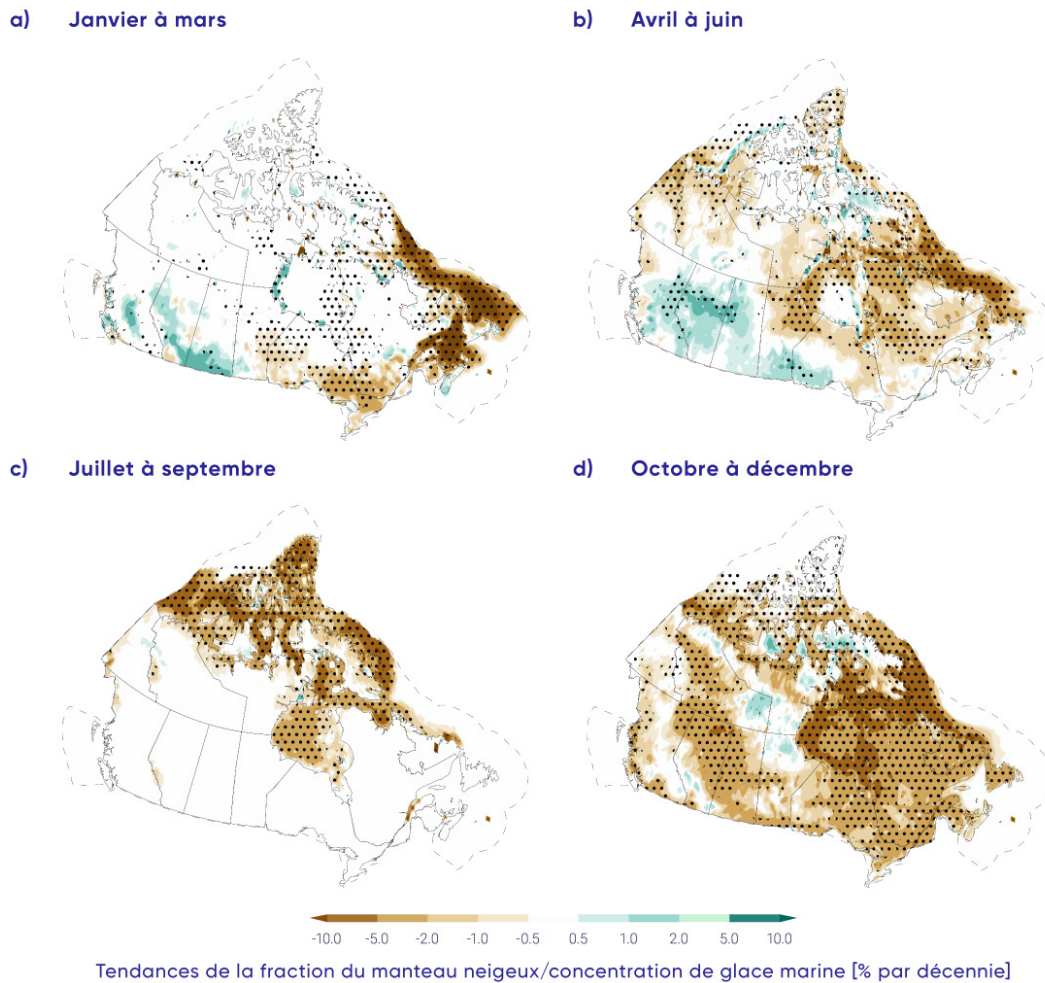 a) Janvier à mars
b) Avril à juin
c) Juillet à septembre
d) Octobre à décembre
-10.0 -5.0 -2.0 -1.0 -0.5 0.5 1.0 2.0 5.0 10.0
Tendances de la fraction du manteau neigeux/concentration de glace marine [% par décennie]